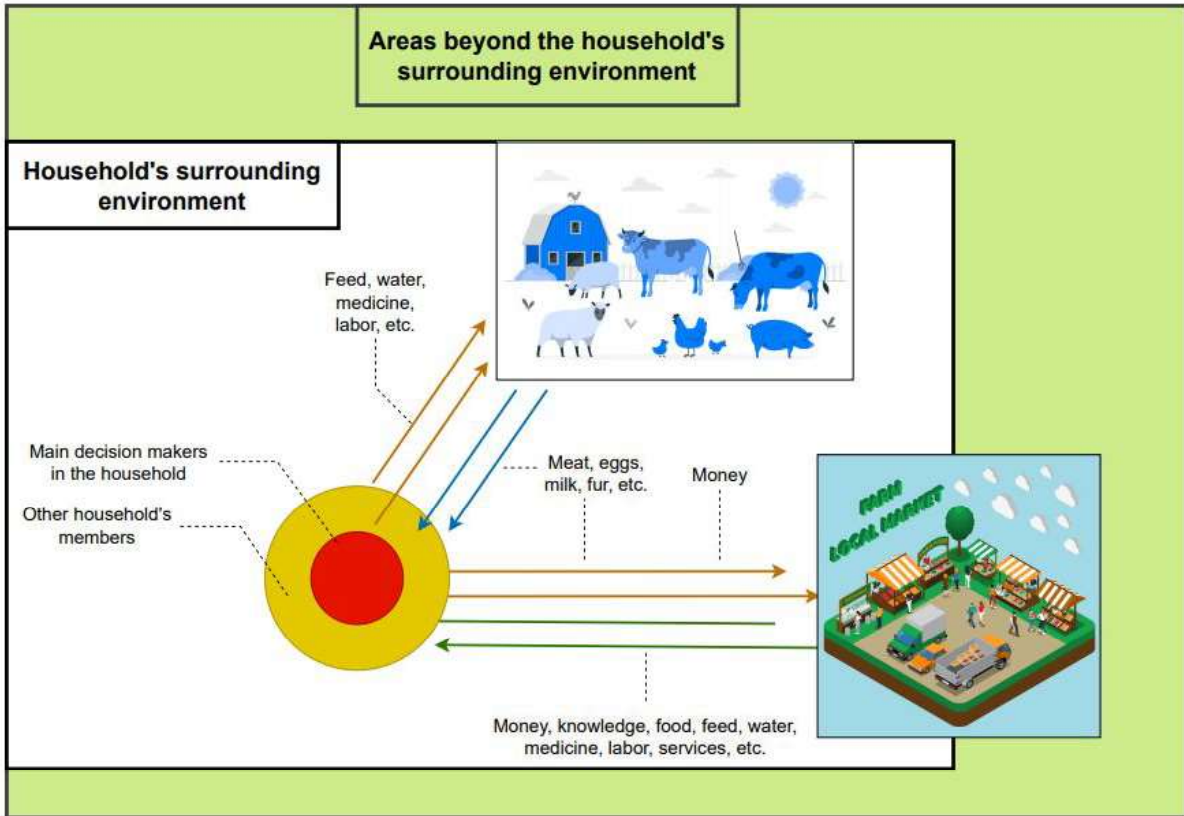 Areas beyond the household's
surrounding environment
Household's surrounding
environment
Feed, water,
medicine,
labor, etc.
Main decision makers
in the household
Other household's
members
Meat, eggs,
milk, fur, etc.
Money
FARM
LOCAL MARKET
Money, knowledge, food, feed, water,
medicine, labor, services, etc.